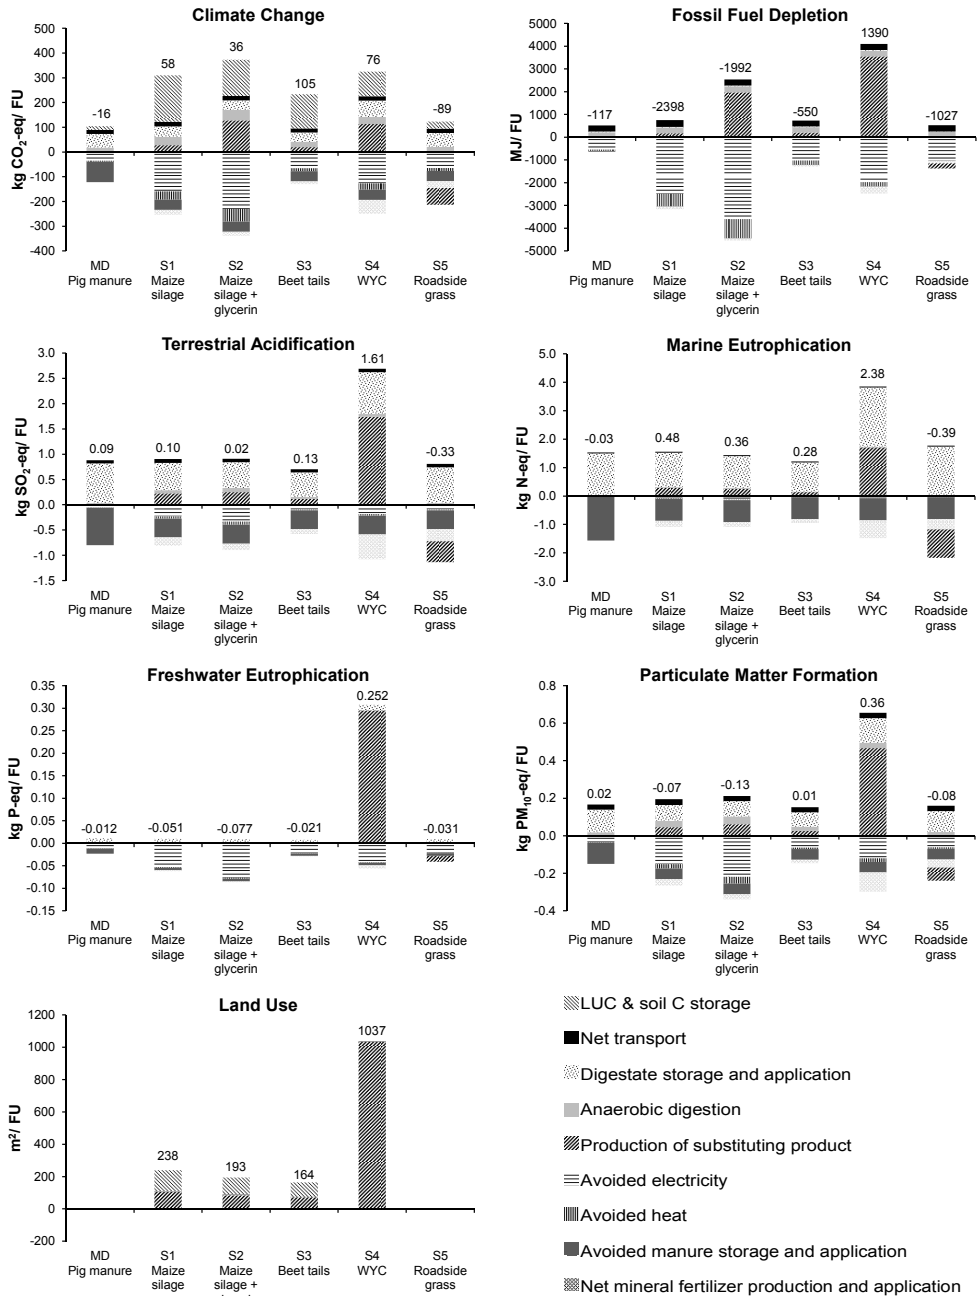 Climate Change
kg CO2-eq/ FU
500
400
300
200
100
0
-100
-200
-300
-400
-16
58
36
105
76
-89
MD
Pig manure
S1
Maize
silage
S2
Maize
silage +
glycerin
S3
Beet tails
S4
WYC
S5
Roadside
grass
Fossil Fuel Depletion
MJ/ FU
5000
4000
3000
2000
1000
0
-1000
-2000
-3000
-4000
-5000
-117
-2398
-1992
-550
1390
-1027
MD
Pig manure
S1
Maize
silage
S2
Maize
silage +
glycerin
S3
Beet tails
S4
WYC
S5
Roadside
grass
Terrestrial Acidification
kg SO2-eq/ FU
3.0
2.5
2.0
1.5
1.0
0.5
0.0
-0.5
-1.0
-1.5
0.09
0.10
0.02
0.13
1.61
-0.33
MD
Pig manure
S1
Maize
silage
S2
Maize
silage +
glycerin
S3
Beet tails
S4
WYC
S5
Roadside
grass
Marine Eutrophication
kg N-eq/ FU
5.0
4.0
3.0
2.0
1.0
0.0
-1.0
-2.0
-3.0
-0.03
0.48
0.36
0.28
2.38
-0.39
MD
Pig manure
S1
Maize
silage
S2
Maize
silage +
glycerin
S3
Beet tails
S4
WYC
S5
Roadside
grass
Freshwater Eutrophication
kg P-eq/ FU
0.35
0.30
0.25
0.20
0.15
0.10
0.05
0.00
-0.05
-0.10
-0.15
-0.012
-0.051
-0.077
-0.021
0.252
-0.031
MD
Pig manure
S1
Maize
silage
S2
Maize
silage +
glycerin
S3
Beet tails
S4
WYC
S5
Roadside
grass
Particulate Matter Formation
kg PM10-eq/ FU
0.8
0.6
0.4
0.2
0.0
-0.2
-0.4
0.02
-0.07
-0.13
0.01
0.36
-0.08
MD
Pig manure
S1
Maize
silage
S2
Maize
silage +
glycerin
S3
Beet tails
S4
WYC
S5
Roadside
grass
Land Use
m2/ FU
1200
1000
800
600
400
200
0
-200
238
193
164
1037
MD
Pig manure
S1
Maize
silage
S2
Maize
silage +
S3
Beet tails
S4
WYC
S5
Roadside
grass
LUC & soil C storage
Net transport
Digestate storage and application
Anaerobic digestion
Production of substituting product
Avoided electricity
Avoided heat
Avoided manure storage and application
Net mineral fertilizer production and application